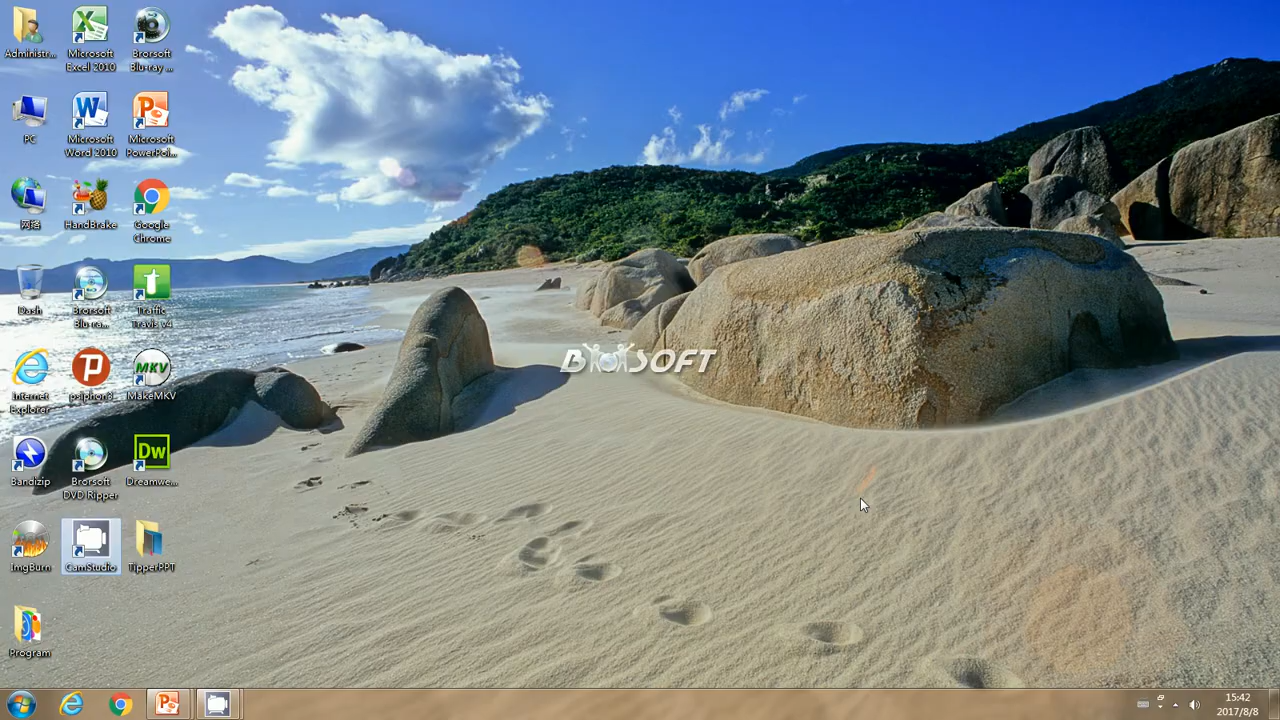 Administr...
Microsoft
Excel 2010
Brorsoft
Blu-ray ...
PC
Microsoft
Word 2010
Microsoft
PowerPoi...
网络
HandBrake
Google
Chrome
Dash
Brorsoft
Blu-ra...
Traffic
Travis v4
Internet
Explorer
psiphon3
MKV
MakeMKV
Bandizip
Brorsoft
DVD Ripper
Dw
Dreamwe...
ImgBurn
CamStudio
TipperPPT
Program
BROSOFT
15:42
2017/8/8